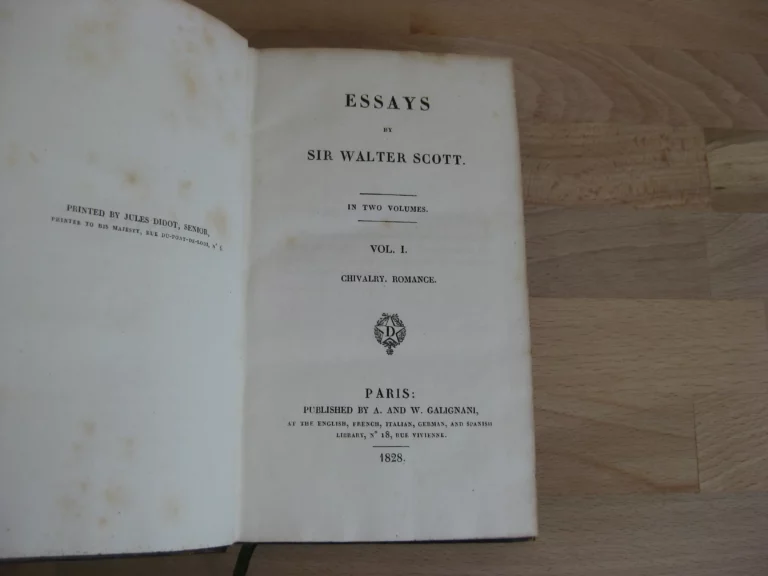 PRINTED BY JULES DIDOT, SENIOR,
PRINTER TO HIS MAJESTY, RUE DU-PONT-DE-LODI, Nº 6
ESSAYS
BY
SIR WALTER SCOTT.
IN TWO VOLUMES.
VOL. I.
CHIVALRY. ROMANCE.
D
PARIS:
PUBLISHED BY A. AND W. GALIGNANI,
AT THE ENGLISH, FRENCH, ITALIAN, GERMAN, AND SPANISH
LIBRARY, Nº 18, RUE VIVIENNE.
1828.